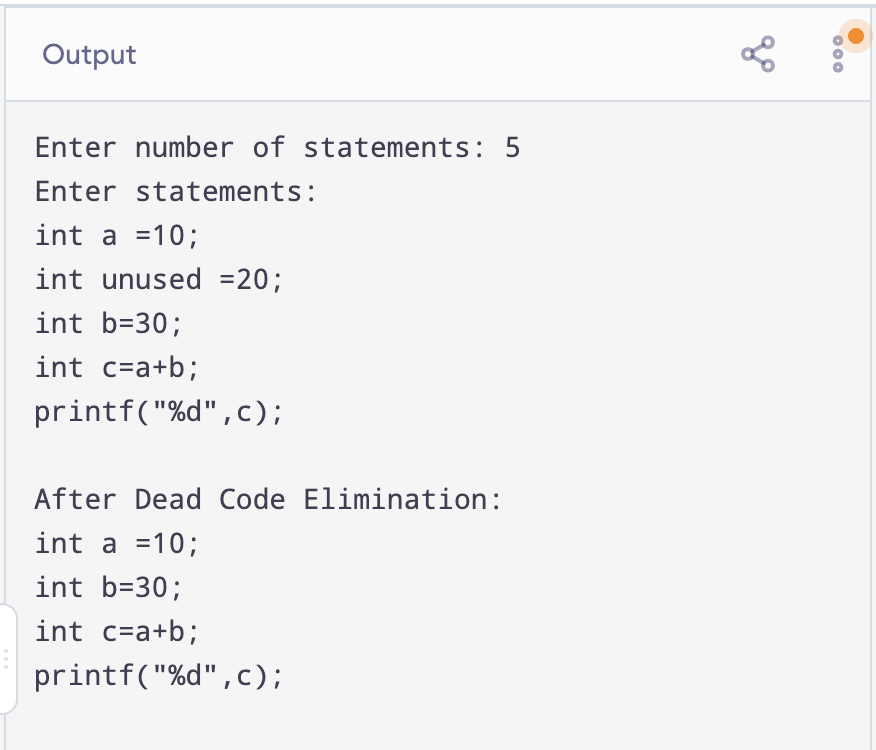 Output
Enter number of statements: 5
Enter statements:
int a =10;
int unused =20;
int b=30;
int c=a+b;
printf("%d",c);
After Dead Code Elimination:
int a =10;
int b=30;
int c=a+b;
printf("%d",c);